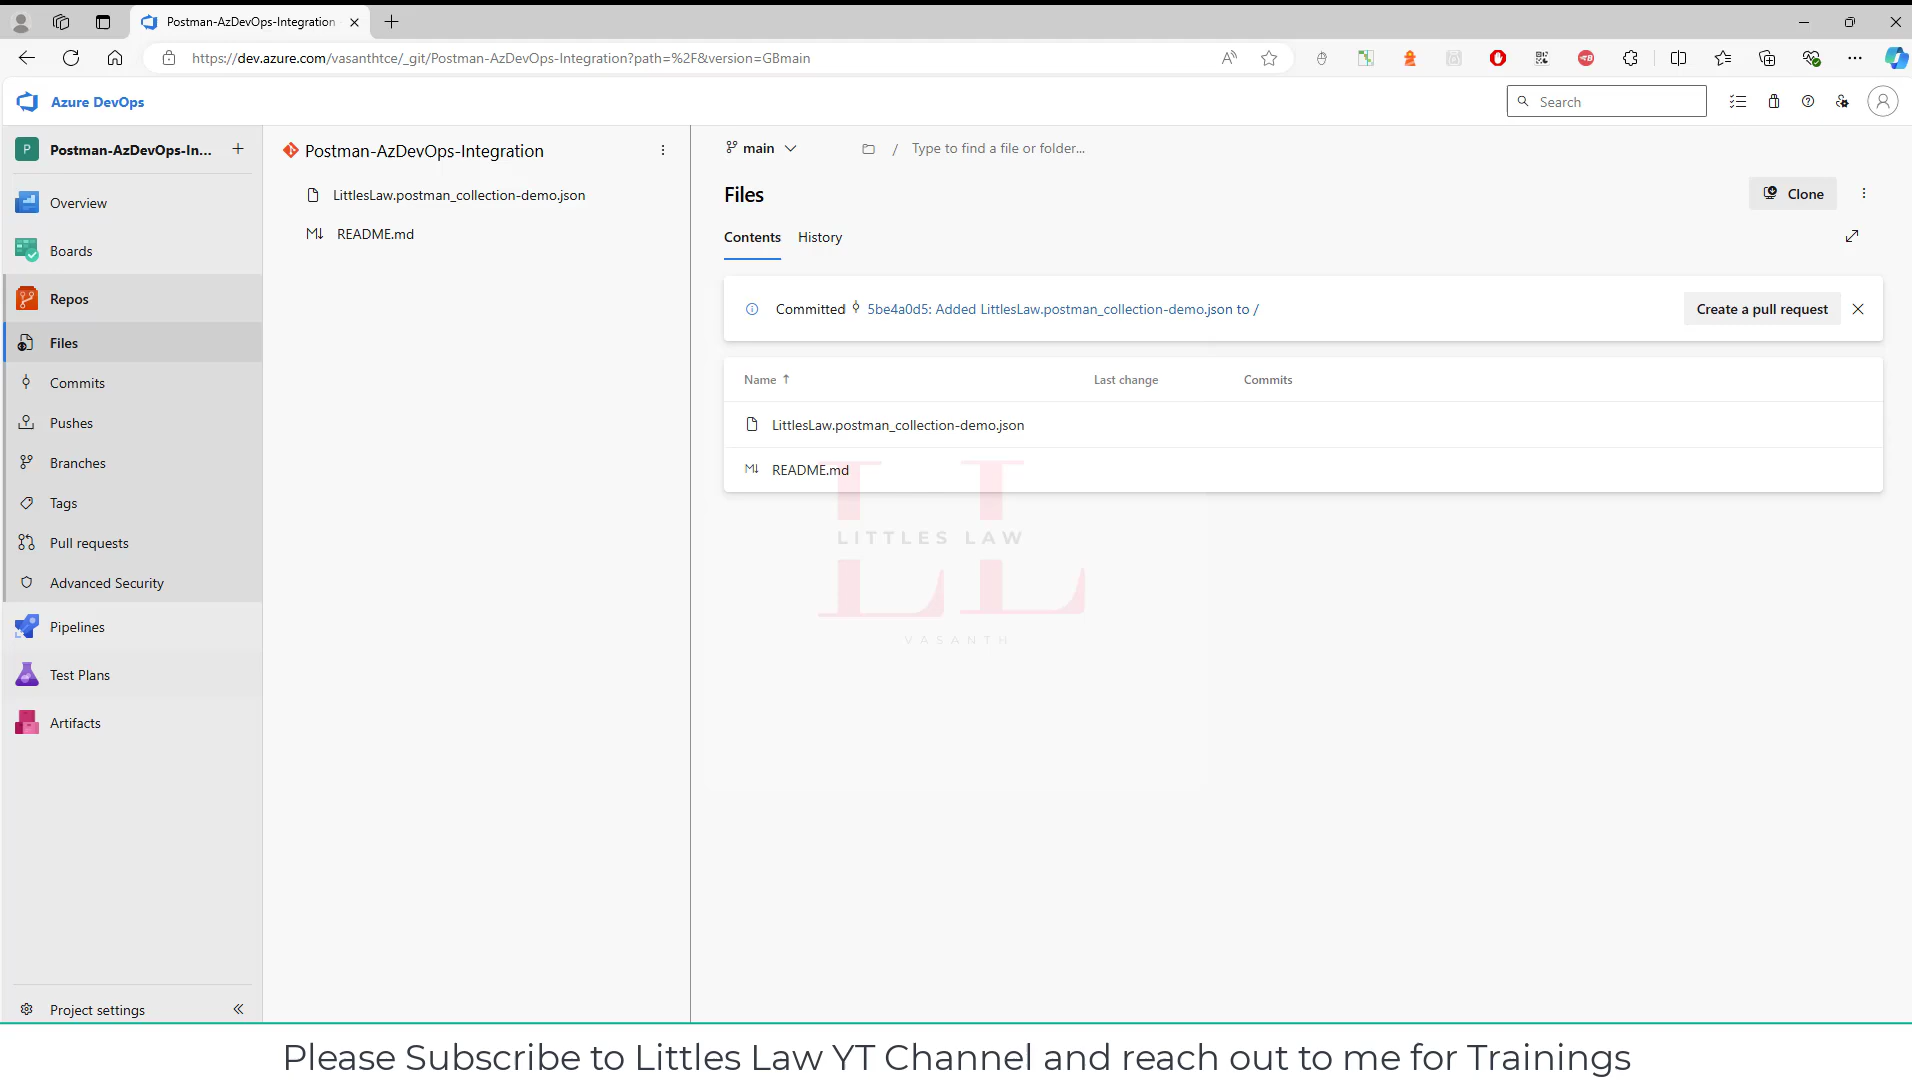 Postman-AzDevOps-Integration
https://dev.azure.com/vasanthtce/_git/Postman-AzDevOps-Integration?path=%2F&version=GBmain
Azure DevOps
Search
P
Postman-AzDevOps-In...
Overview
Boards
Repos
Files
Commits
Pushes
Branches
Tags
Pull requests
Advanced Security
Pipelines
Test Plans
Artifacts
Project settings
Postman-AzDevOps-Integration
LittlesLaw.postman_collection-demo.json
README.md
main
/ Type to find a file or folder...
Files
Clone
Contents History
Committed 5be4a0d5: Added LittlesLaw.postman_collection-demo.json to /
Create a pull request
Name Last change Commits
LittlesLaw.postman_collection-demo.json
README.md
LL
LITTLES LAW
VASANTH
Please Subscribe to Littles Law YT Channel and reach out to me for Trainings